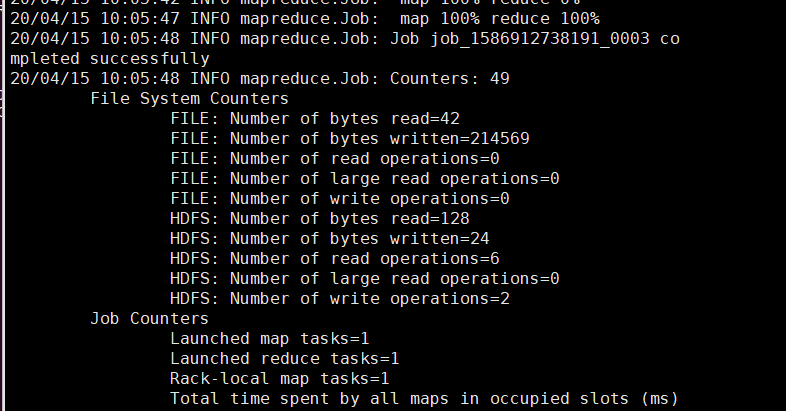 20/04/15 10:05:42 INFO mapreduce.Job:  map 100% reduce 0%
20/04/15 10:05:47 INFO mapreduce.Job:  map 100% reduce 100%
20/04/15 10:05:48 INFO mapreduce.Job: Job job_1586912738191_0003 co
mpleted successfully
20/04/15 10:05:48 INFO mapreduce.Job: Counters: 49
File System Counters
FILE: Number of bytes read=42
FILE: Number of bytes written=214569
FILE: Number of read operations=0
FILE: Number of large read operations=0
FILE: Number of write operations=0
HDFS: Number of bytes read=128
HDFS: Number of bytes written=24
HDFS: Number of read operations=6
HDFS: Number of large read operations=0
HDFS: Number of write operations=2
Job Counters
Launched map tasks=1
Launched reduce tasks=1
Rack-local map tasks=1
Total time spent by all maps in occupied slots (ms)